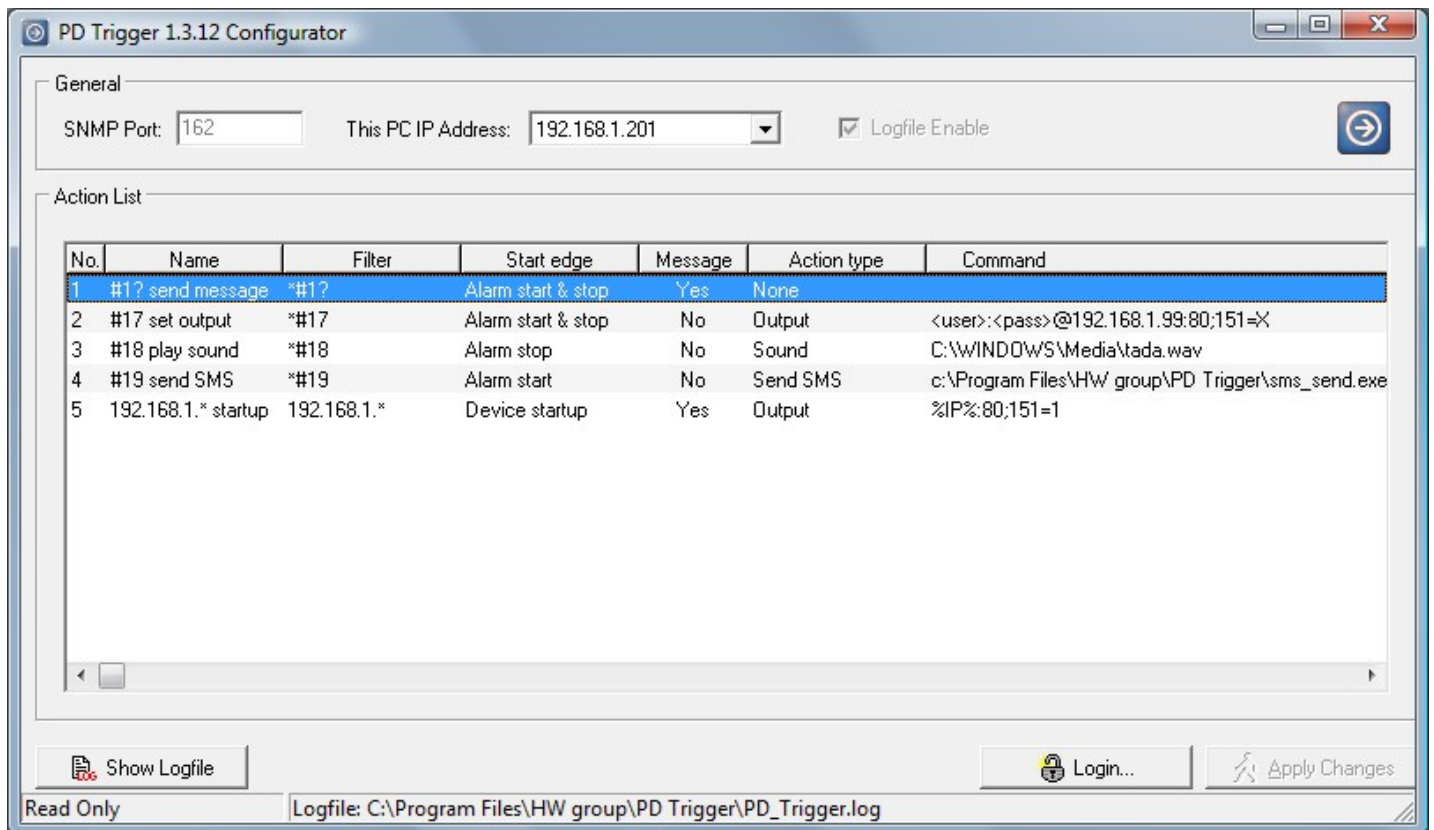 PD Trigger 1.3.12 Configurator
General
SNMP Port: 162 This PC IP Address: 192.168.1.201 Logfile Enable
Action List
No. Name Filter Start edge Message Action type Command
1 #1? send message *#1? Alarm start & stop Yes None
2 #17 set output *#17 Alarm start & stop No Output <user>:<pass>@192.168.1.99:80;151=X
3 #18 play sound *#18 Alarm stop No Sound C:\WINDOWS\Media\tada.wav
4 #19 send SMS *#19 Alarm start No Send SMS c:\Program Files\HW group\PD Trigger\sms_send.exe
5 192.168.1.* startup 192.168.1.* Device startup Yes Output %IP%:80;151=1
LOG Show Logfile Login... Apply Changes
Read Only Logfile: C:\Program Files\HW group\PD Trigger\PD_Trigger.log